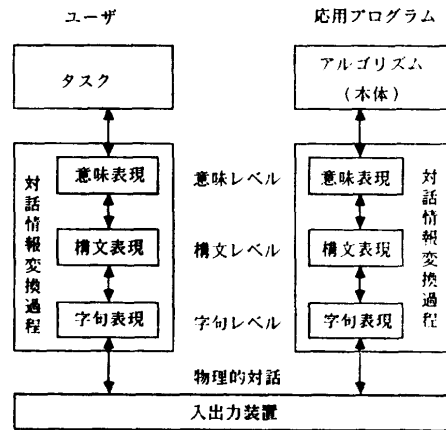 ユーザ
応用プログラム
タスク
アルゴリズム
(本体)
対話情報変換過程
意味表現
意味レベル
意味表現
対話情報変換過程
構文表現
構文レベル
構文表現
字句表現
字句レベル
字句表現
物理的対話
入出力装置